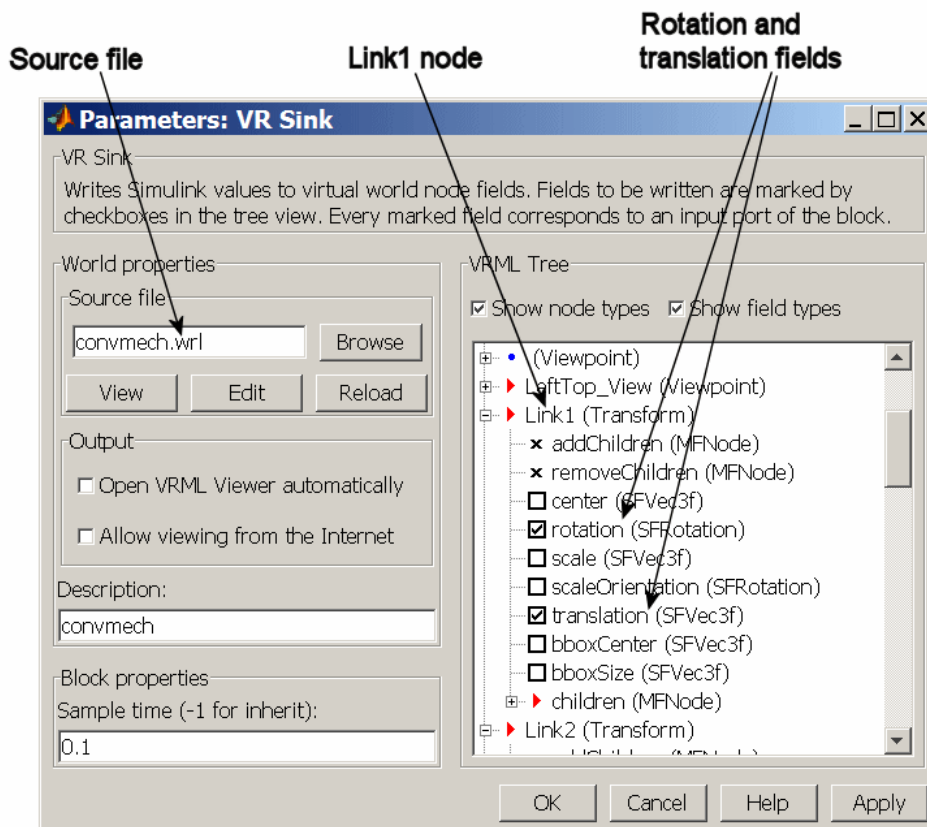 Rotation and
translation fields
Source file
Link1 node
Parameters: VR Sink
VR Sink
Writes Simulink values to virtual world node fields. Fields to be written are marked by
checkboxes in the tree view. Every marked field corresponds to an input port of the block.
World properties
Source file
convmech.wrl
Browse
View
Edit
Reload
Output
Open VRML Viewer automatically
Allow viewing from the Internet
Description:
convmech
Block properties
Sample time (-1 for inherit):
0.1
VRML Tree
Show node types
Show field types
(Viewpoint)
LeftTop_View (Viewpoint)
Link1 (Transform)
addChildren (MFNode)
removeChildren (MFNode)
center (SFVec3f)
rotation (SFRotation)
scale (SFVec3f)
scaleOrientation (SFRotation)
translation (SFVec3f)
bboxCenter (SFVec3f)
bboxSize (SFVec3f)
children (MFNode)
Link2 (Transform)
addChildren (MFNode)
OK
Cancel
Help
Apply